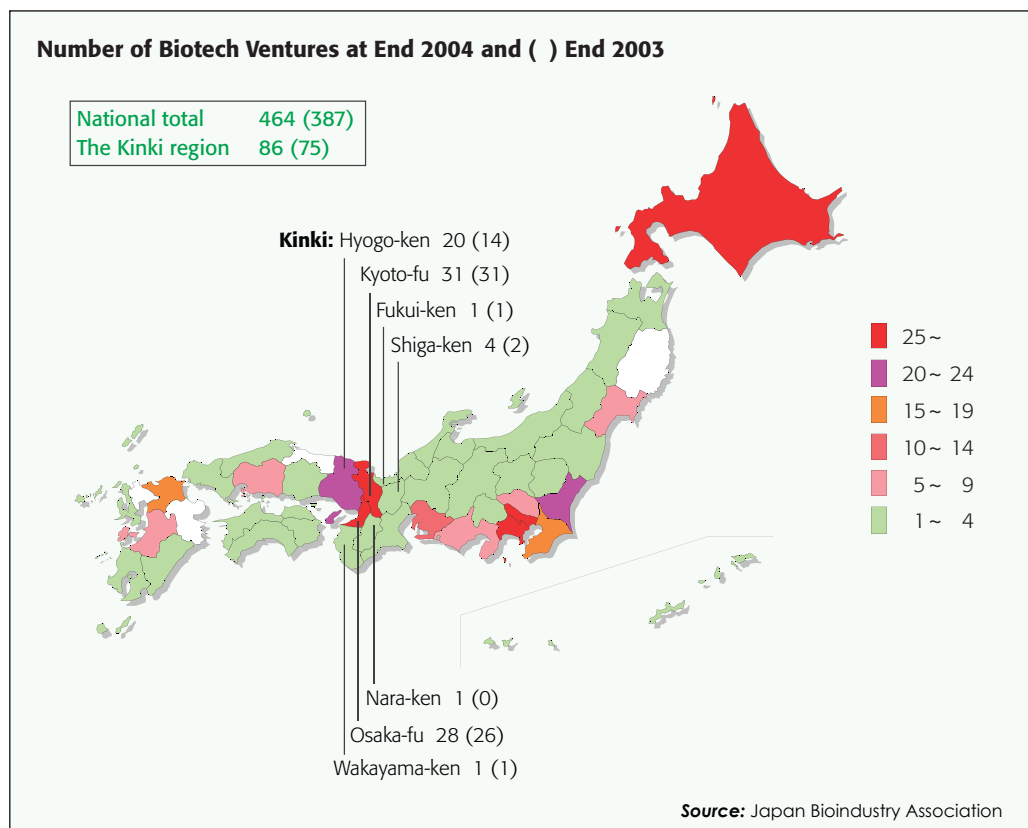 Number of Biotech Ventures at End 2004 and ( ) End 2003
National total 464 (387)
The Kinki region 86 (75)
Kinki: Hyogo-ken 20 (14)
Kyoto-fu 31 (31)
Fukui-ken 1 (1)
Shiga-ken 4 (2)
25~
20~ 24
15~ 19
10~ 14
5~ 9
1~ 4
Nara-ken 1 (0)
Osaka-fu 28 (26)
Wakayama-ken 1 (1)
Source: Japan Bioindustry Association